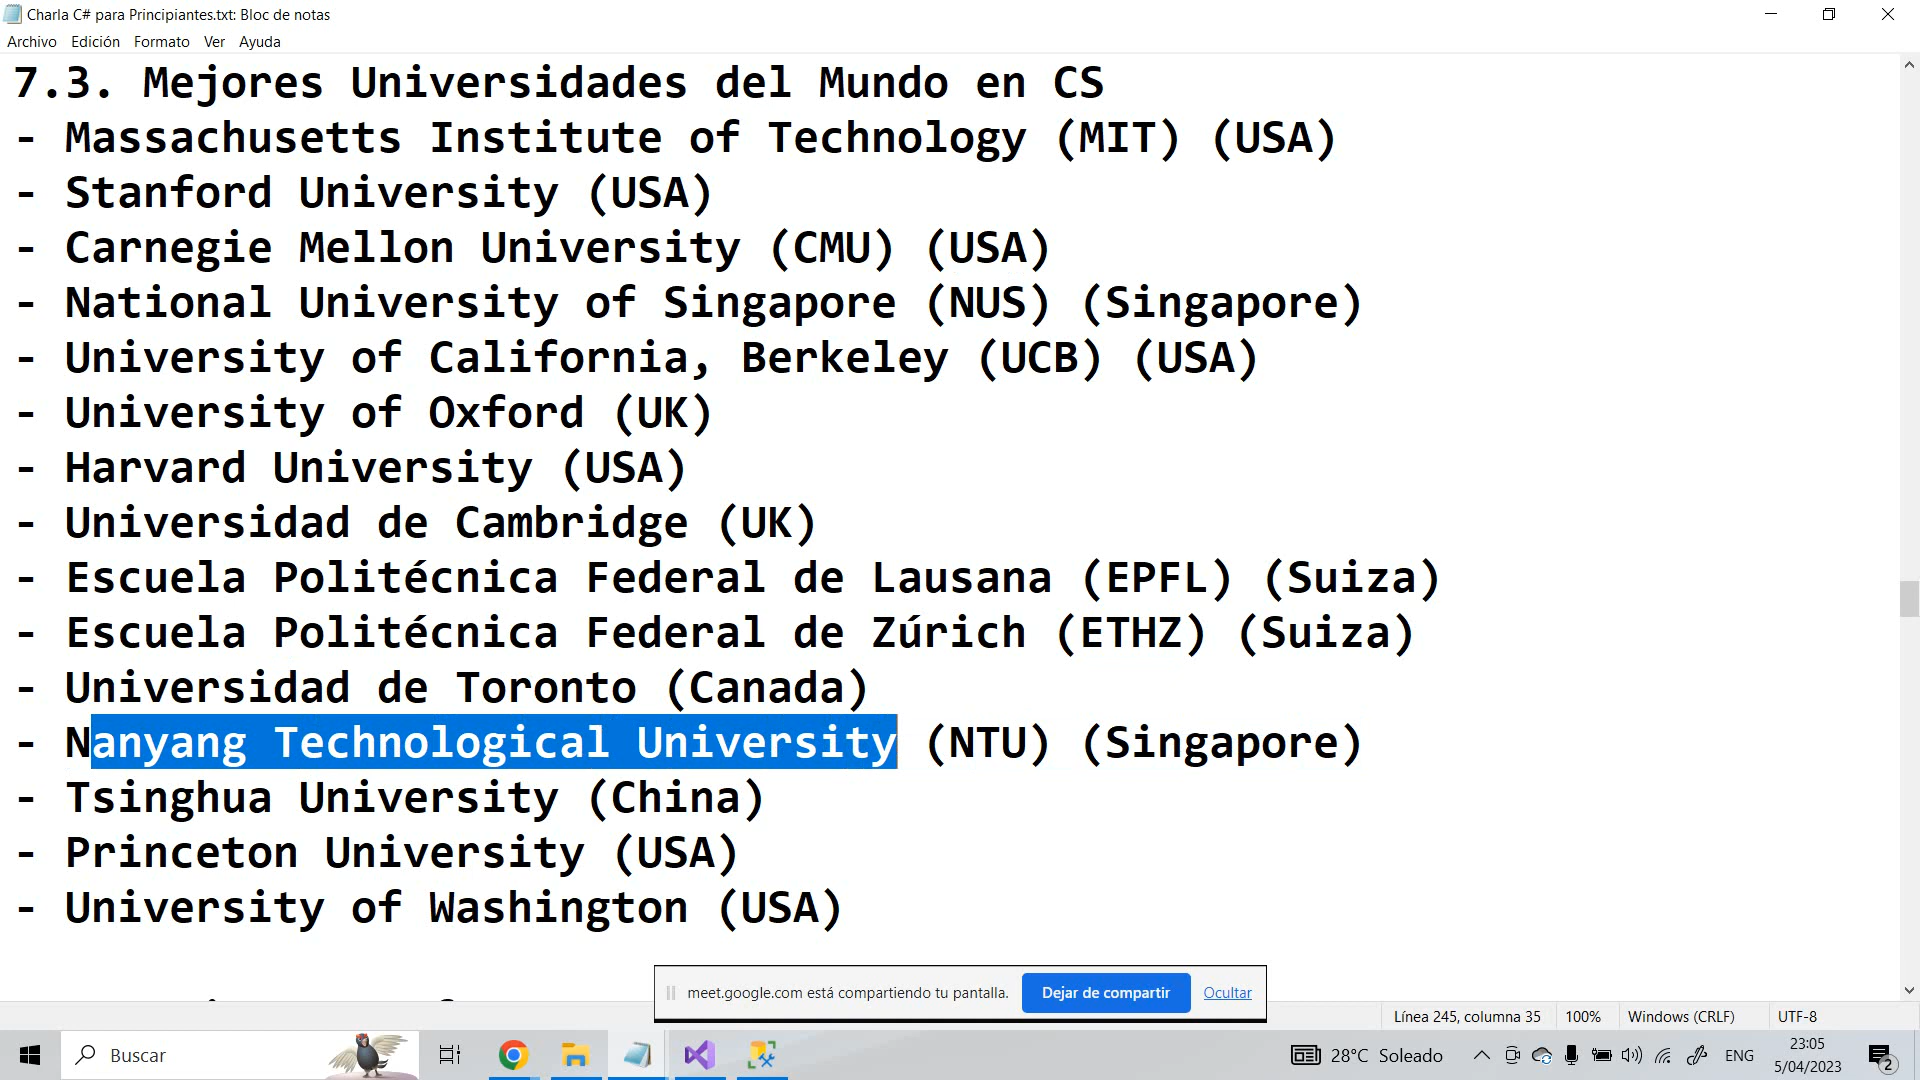 Charla C# para Principiantes.txt: Bloc de notas
Archivo Edición Formato Ver Ayuda
7.3. Mejores Universidades del Mundo en CS
- Massachusetts Institute of Technology (MIT) (USA)
- Stanford University (USA)
- Carnegie Mellon University (CMU) (USA)
- National University of Singapore (NUS) (Singapore)
- University of California, Berkeley (UCB) (USA)
- University of Oxford (UK)
- Harvard University (USA)
- Universidad de Cambridge (UK)
- Escuela Politécnica Federal de Lausana (EPFL) (Suiza)
- Escuela Politécnica Federal de Zúrich (ETHZ) (Suiza)
- Universidad de Toronto (Canada)
- Nanyang Technological University (NTU) (Singapore)
- Tsinghua University (China)
- Princeton University (USA)
- University of Washington (USA)
meet.google.com está compartiendo tu pantalla. Dejar de compartir Ocultar
Línea 245, columna 35 100% Windows (CRLF) UTF-8
Buscar 28°C Soleado ENG 23:05
5/04/2023 2